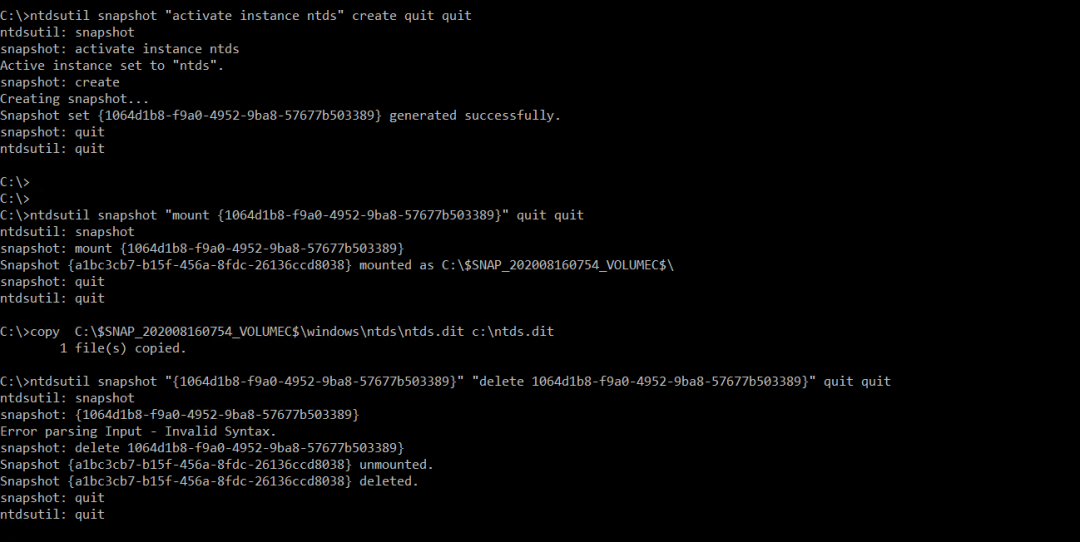 C:\>ntdsutil snapshot "activate instance ntds" create quit quit
ntdsutil: snapshot
snapshot: activate instance ntds
Active instance set to "ntds".
snapshot: create
Creating snapshot...
Snapshot set {1064d1b8-f9a0-4952-9ba8-57677b503389} generated successfully.
snapshot: quit
ntdsutil: quit
C:\>
C:\>
C:\>ntdsutil snapshot "mount {1064d1b8-f9a0-4952-9ba8-57677b503389}" quit quit
ntdsutil: snapshot
snapshot: mount {1064d1b8-f9a0-4952-9ba8-57677b503389}
Snapshot {a1bc3cb7-b15f-456a-8fdc-26136ccd8038} mounted as C:\$SNAP_202008160754_VOLUMEC$\
snapshot: quit
ntdsutil: quit
C:\>copy  C:\$SNAP_202008160754_VOLUMEC$\windows\ntds\ntds.dit c:\ntds.dit
        1 file(s) copied.
C:\>ntdsutil snapshot "{1064d1b8-f9a0-4952-9ba8-57677b503389}" "delete 1064d1b8-f9a0-4952-9ba8-57677b503389}" quit quit
ntdsutil: snapshot
snapshot: {1064d1b8-f9a0-4952-9ba8-57677b503389}
Error parsing Input - Invalid Syntax.
snapshot: delete 1064d1b8-f9a0-4952-9ba8-57677b503389}
Snapshot {a1bc3cb7-b15f-456a-8fdc-26136ccd8038} unmounted.
Snapshot {a1bc3cb7-b15f-456a-8fdc-26136ccd8038} deleted.
snapshot: quit
ntdsutil: quit